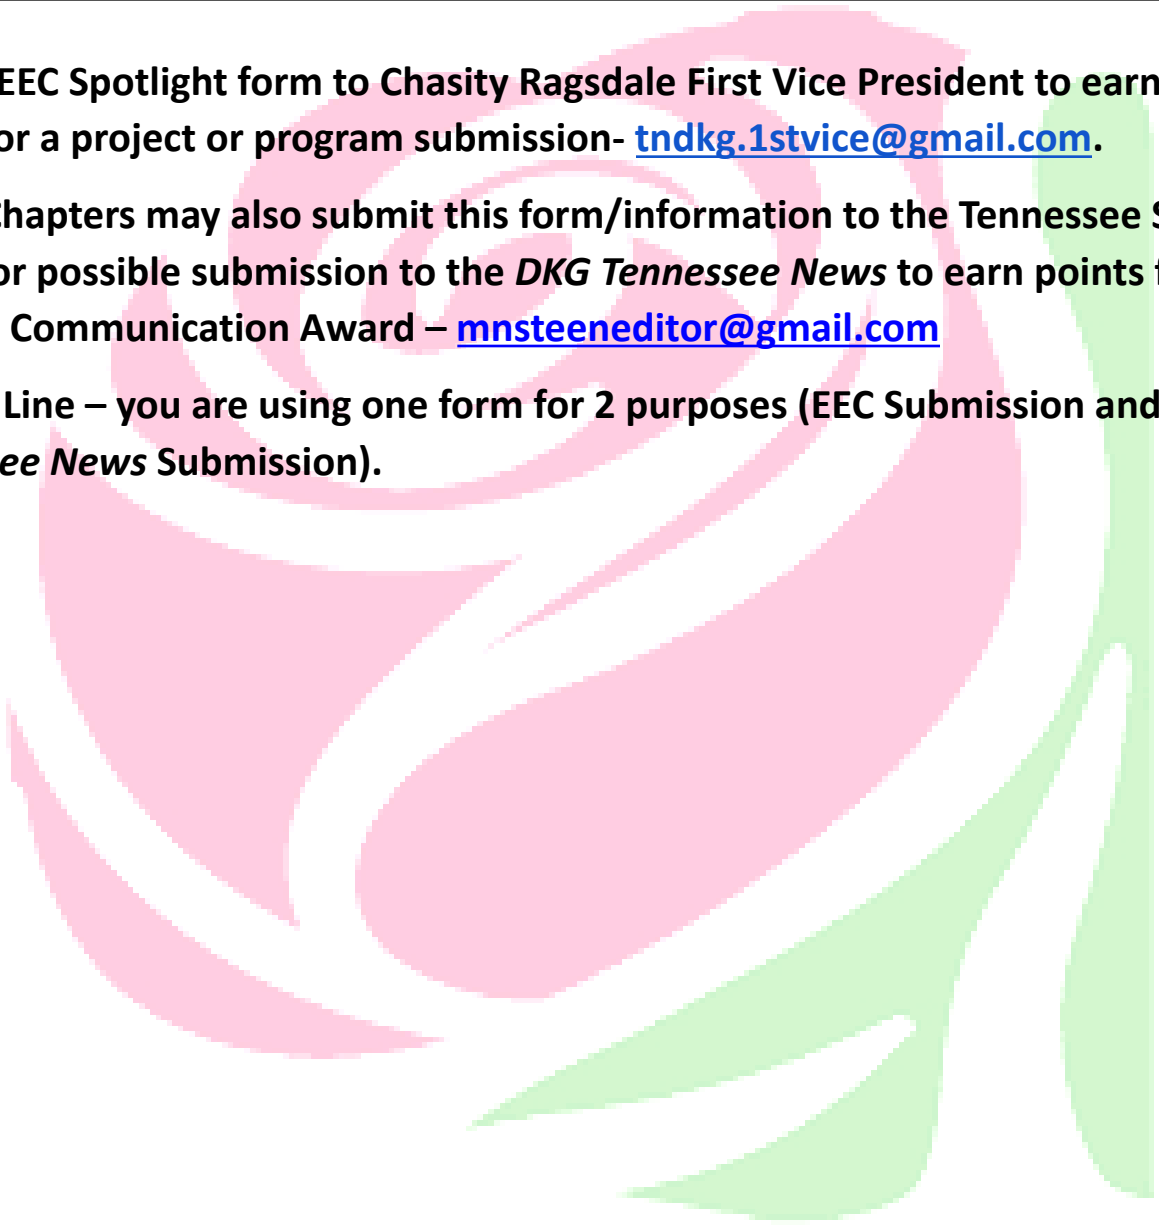 EEC Spotlight form to Chasity Ragsdale First Vice President to earn
or a project or program submission- tndkg.1stvice@gmail.com.
Chapters may also submit this form/information to the Tennessee S
or possible submission to the DKG Tennessee News to earn points f
Communication Award – mnsteeneditor@gmail.com
Line – you are using one form for 2 purposes (EEC Submission and
ee News Submission).